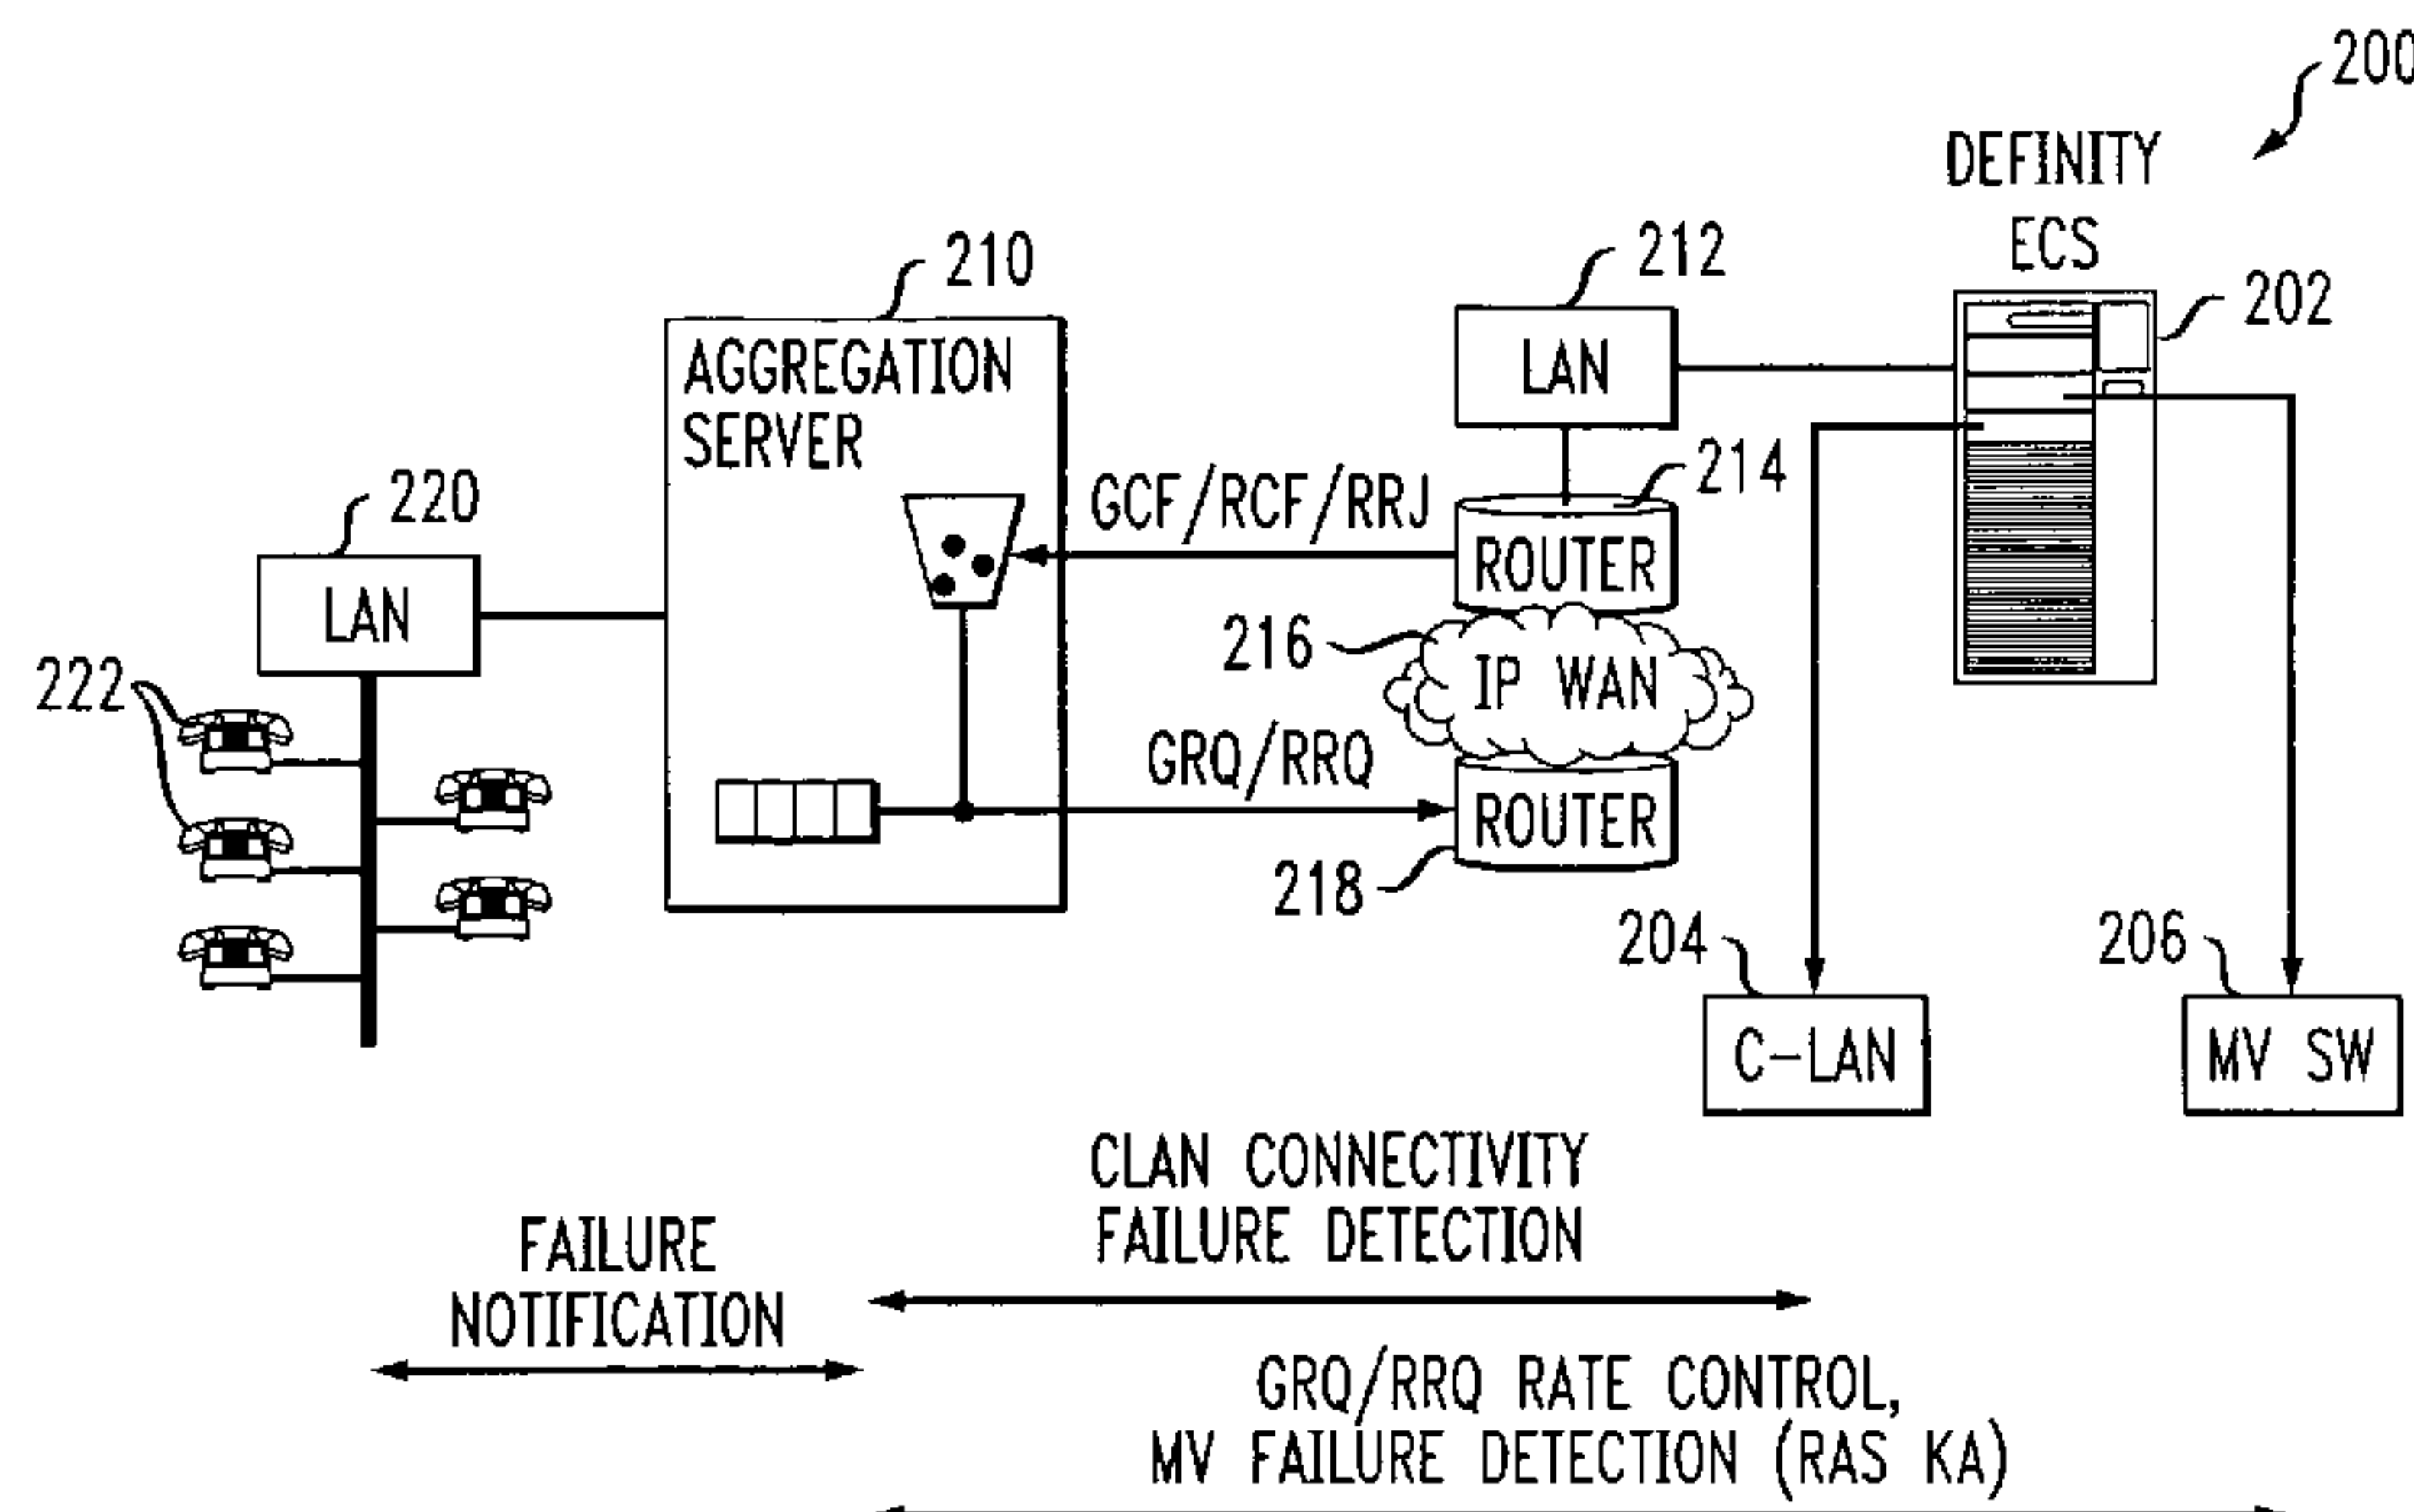 200
DEFINITY
ECS
202
210
212
AGGREGATION
SERVER
LAN
214
GCF/RCF/RRJ
220
ROUTER
LAN
216
IP WAN
222
GRQ/RRQ
ROUTER
218
204
206
C-LAN
MV SW
CLAN CONNECTIVITY
FAILURE DETECTION
FAILURE
NOTIFICATION
GRQ/RRQ RATE CONTROL,
MV FAILURE DETECTION (RAS KA)